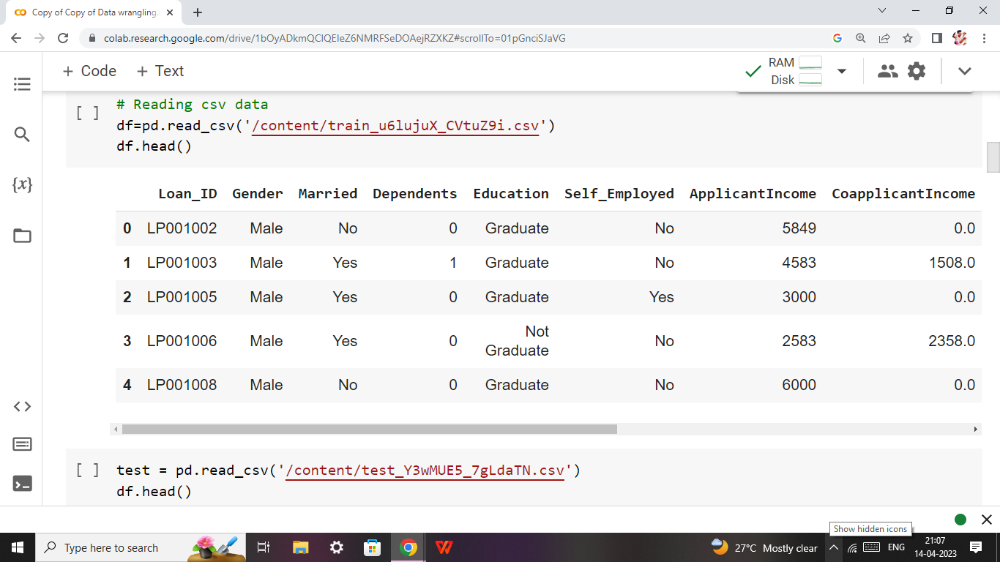 Copy of Copy of Data wrangling.
colab.research.google.com/drive/1bOyADkmQClQEIeZ6NMRFSeDOAejRZXKZ#scrollTo=01pGnciSJaVG
+ Code + Text
RAM
Disk
# Reading csv data
[ ]
df=pd.read_csv('/content/train_u6lujuX_CVtuZ9i.csv')
df.head()
{x}
Loan_ID Gender Married Dependents Education Self_Employed ApplicantIncome CoapplicantIncome
0 LP001002 Male No 0 Graduate No 5849 0.0
1 LP001003 Male Yes 1 Graduate No 4583 1508.0
2 LP001005 Male Yes 0 Graduate Yes 3000 0.0
3 LP001006 Male Yes 0 Not Graduate No 2583 2358.0
4 LP001008 Male No 0 Graduate No 6000 0.0
[ ] test = pd.read_csv('/content/test_Y3wMUE5_7gLdaTN.csv')
df.head()
Show hidden icons
Type here to search
27°C Mostly clear
ENG
21:07
14-04-2023